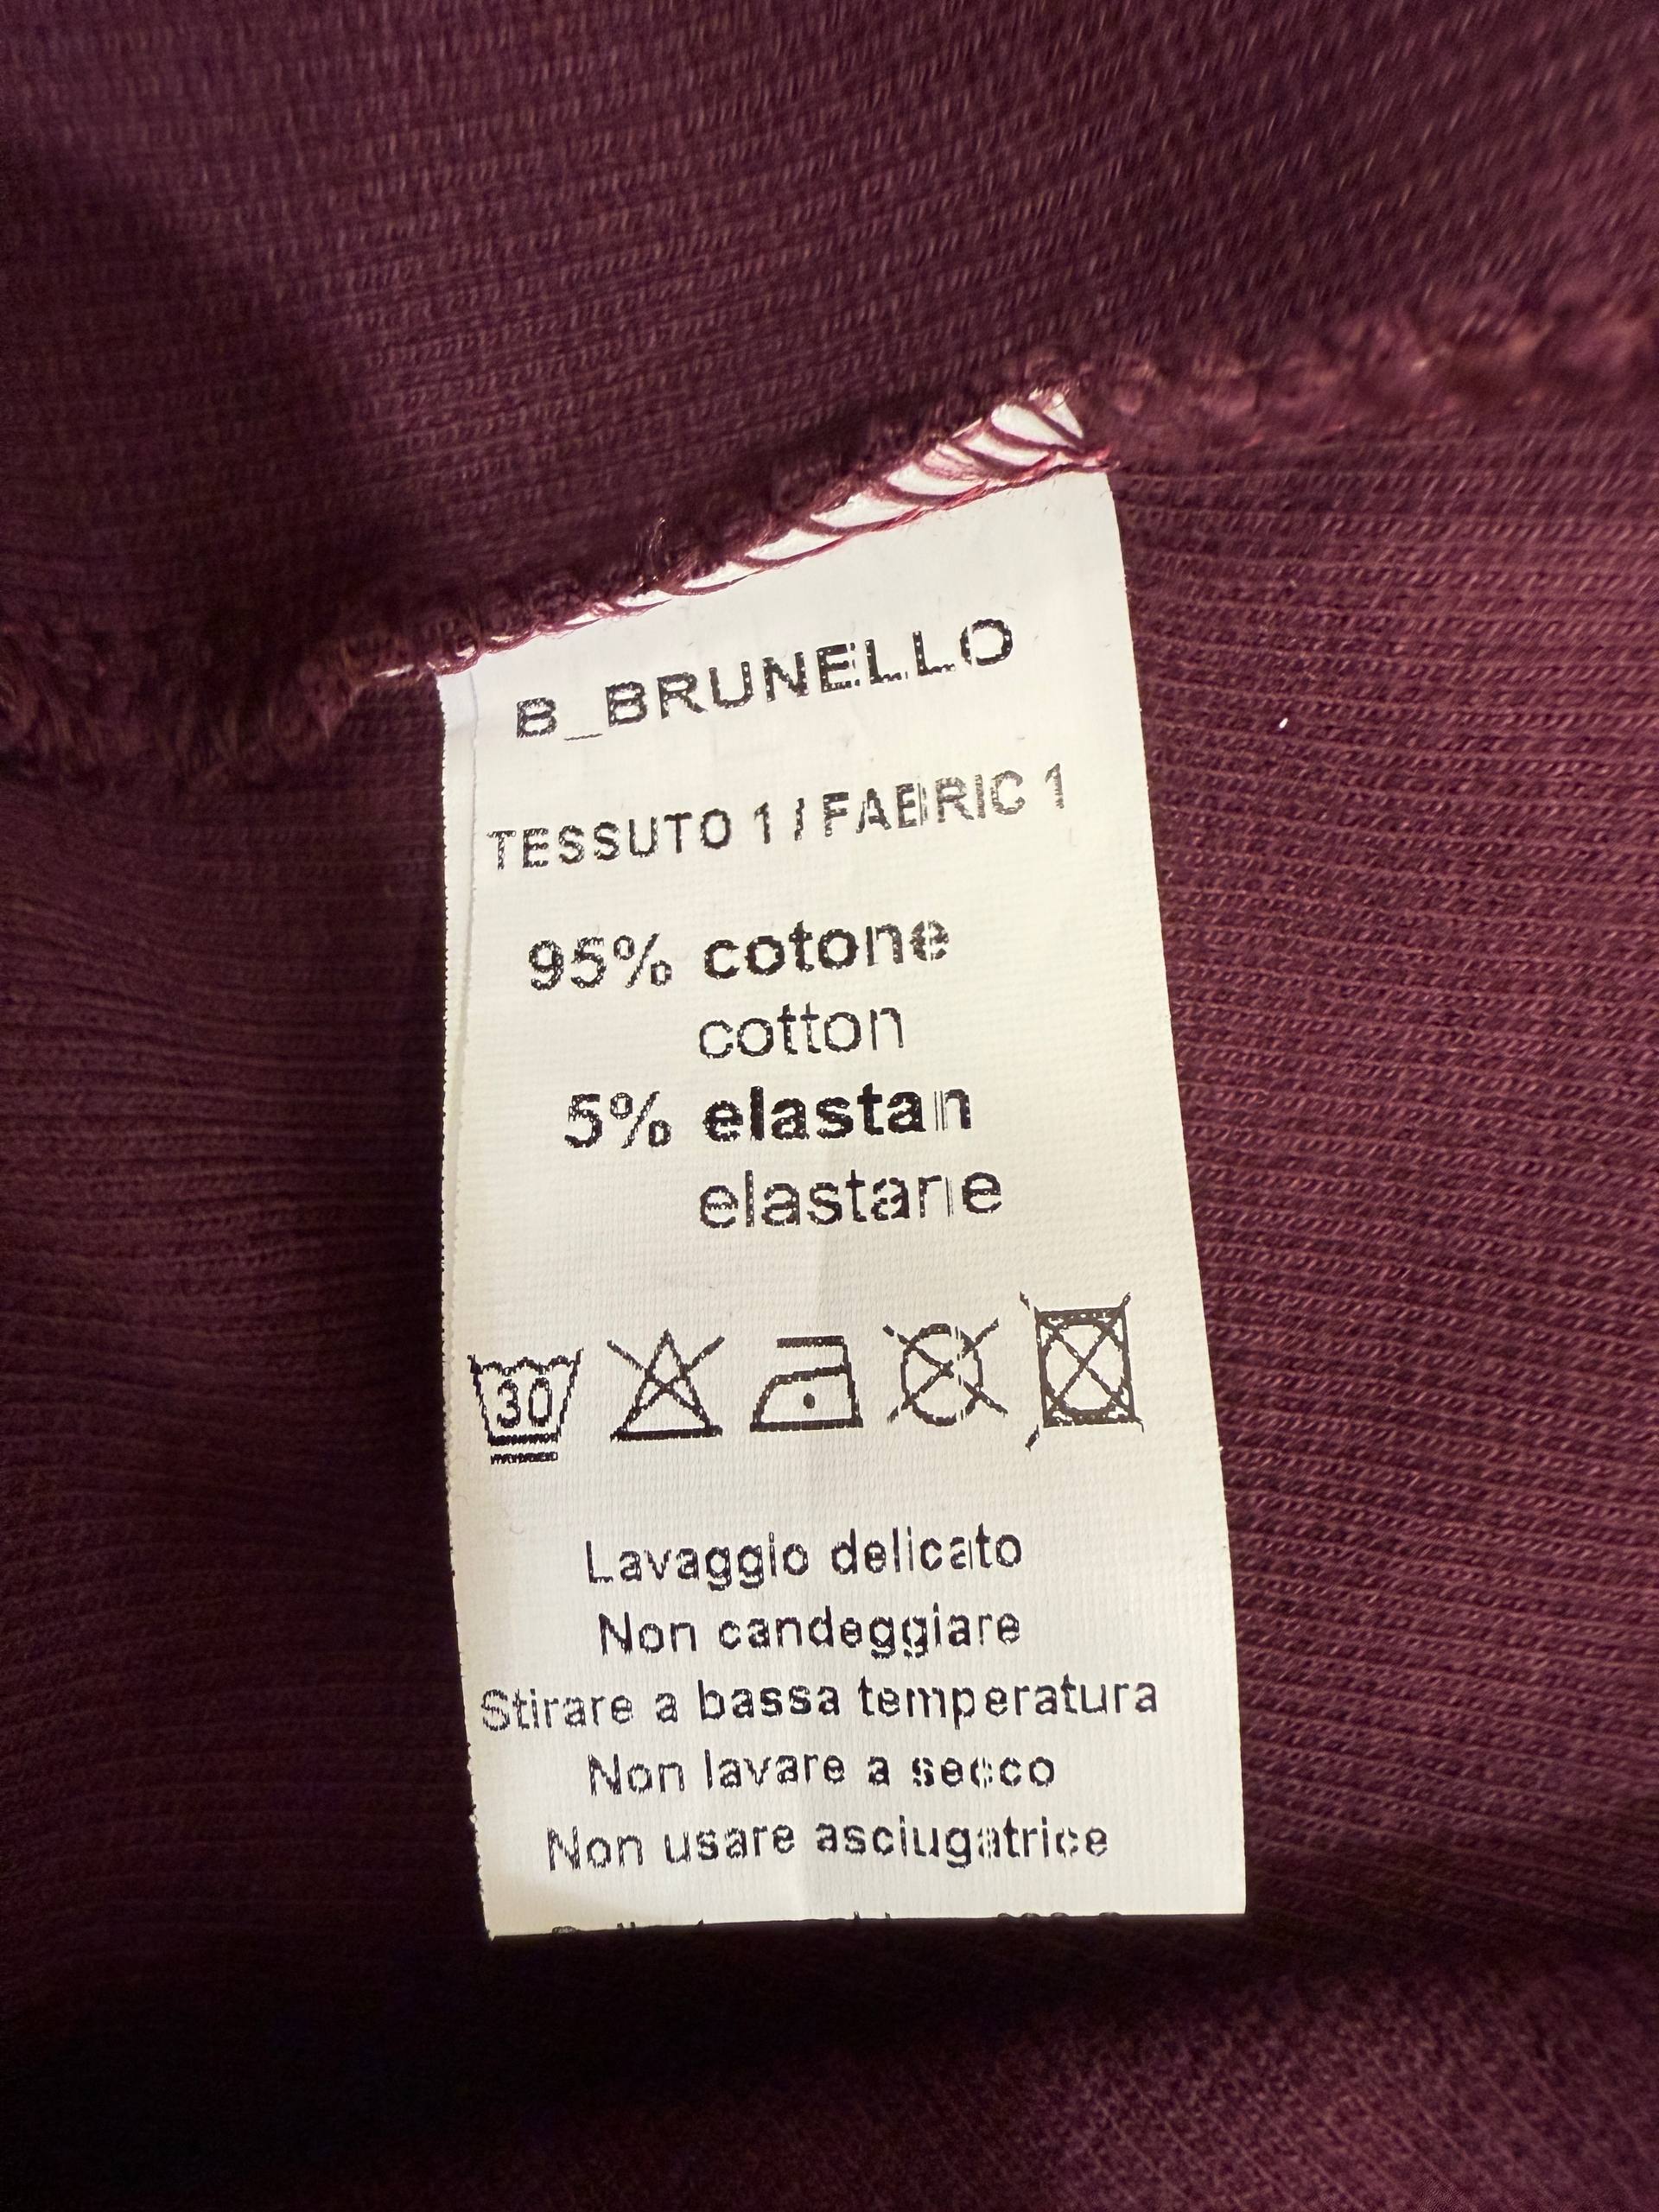 B_BRUNELLO
TESSUTO 1 / FABRIC 1
95% cotone
cotton
5% elastan
elastane
30
Lavaggio delicato
Non candeggiare
Stirare a bassa temperatura
Non lavare a secco
Non usare asciugatrice